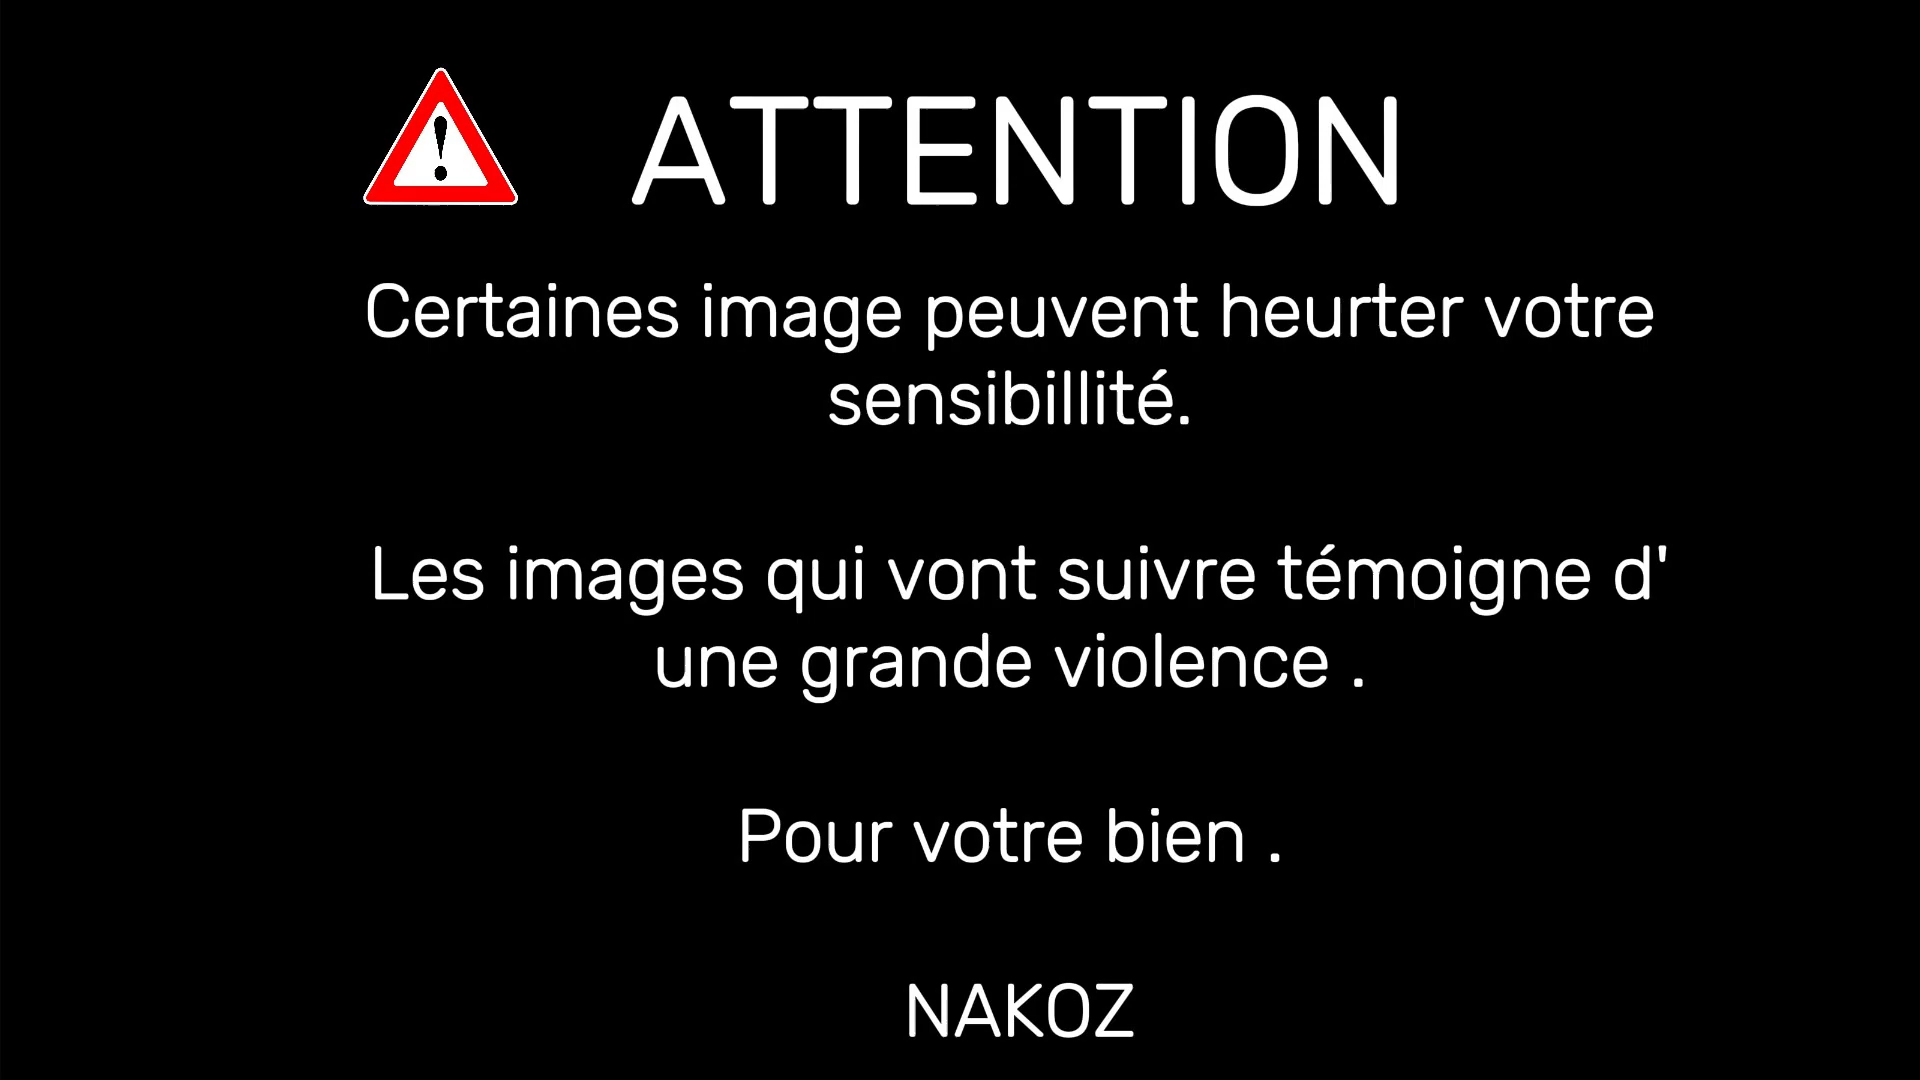 ATTENTION
Certaines image peuvent heurter votre
sensibillité.
Les images qui vont suivre témoigne d'
une grande violence .
Pour votre bien .
NAKOZ